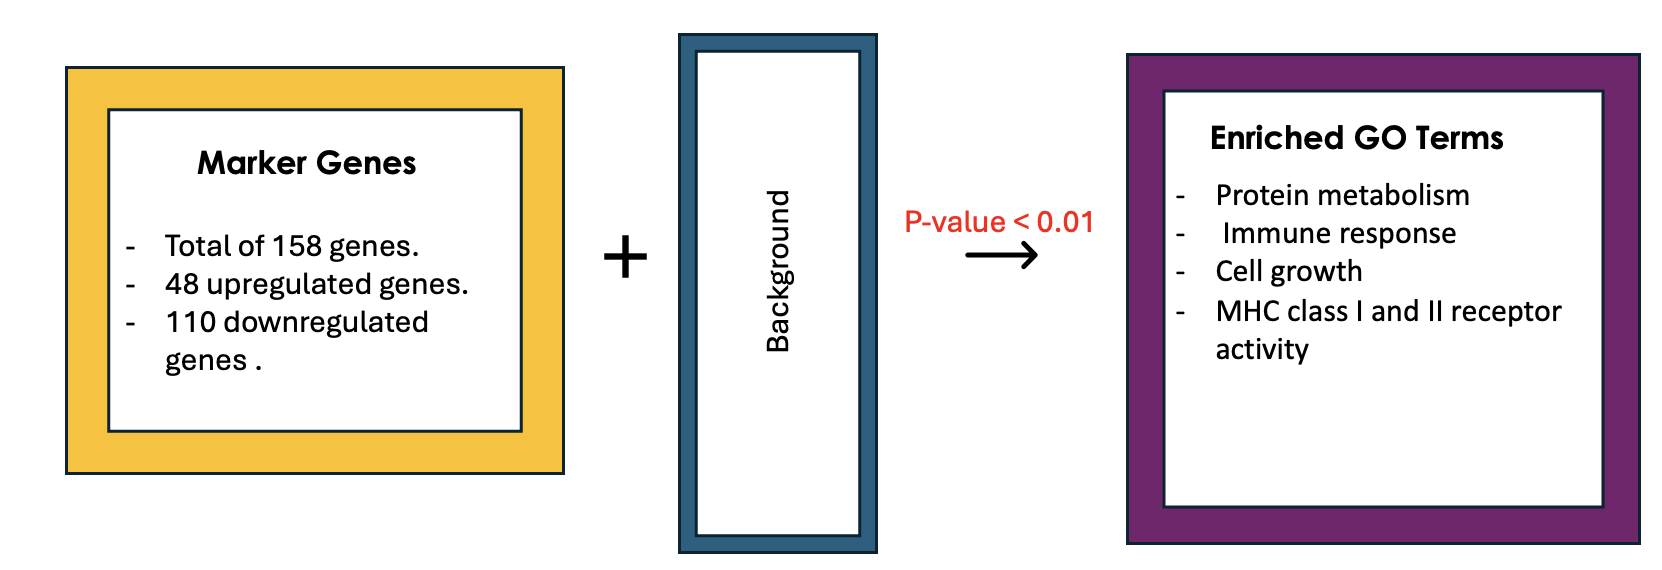 Marker Genes
- Total of 158 genes.
- 48 upregulated genes.
- 110 downregulated
genes .
+
Background
P-value < 0.01
Enriched GO Terms
- Protein metabolism
- Immune response
- Cell growth
- MHC class I and II receptor
activity